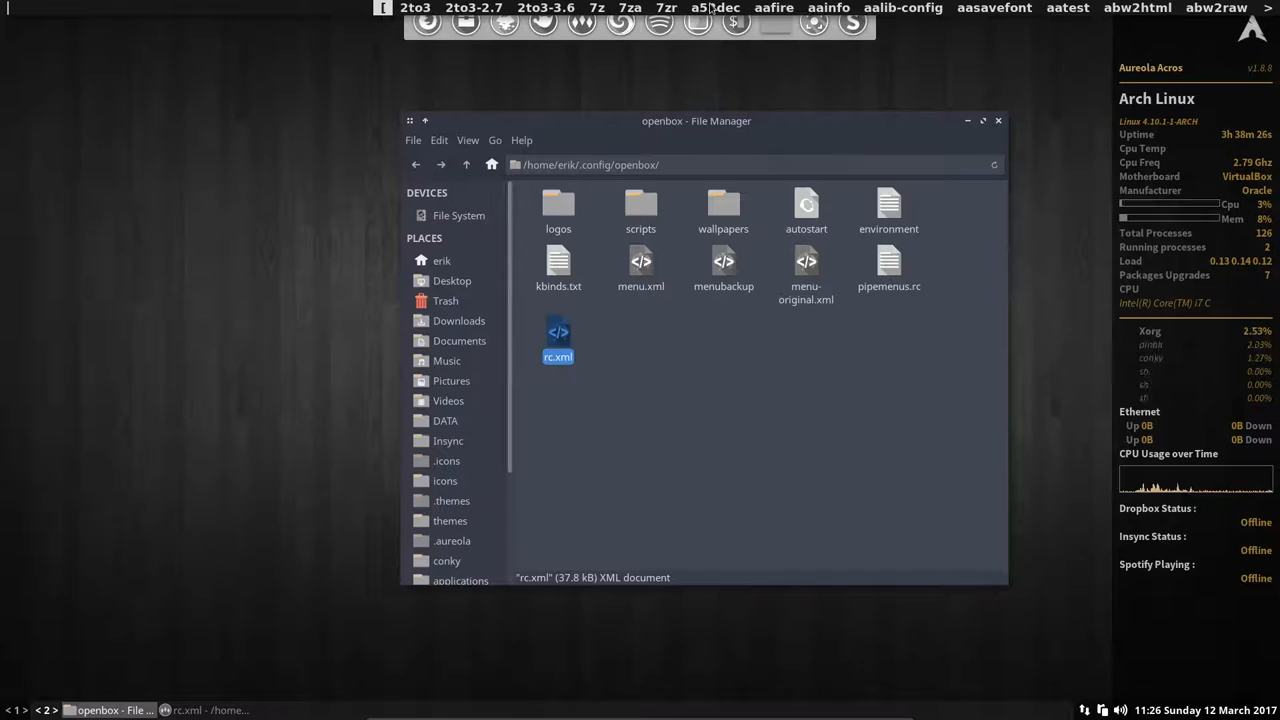 [ 2to3 2to3-2.7 2to3-3.6 7z 7za 7zr aafire aainfo aalib-config aasavefont aatest abw2html abw2raw >
openbox - File Manager
File Edit View Go Help
/home/erik/.config/openbox/
DEVICES
File System
PLACES
erik
Desktop
Trash
Downloads
Documents
Music
Pictures
Videos
DATA
Insync
.icons
icons
.themes
themes
.aureola
conky
applications
logos scripts wallpapers autostart environment
kbinds.txt menu.xml menubackup menu-
original.xml pipemenus.rc
rc.xml
"rc.xml" (37.8 kB) XML document
Aureola Acros v1.8.8
Arch Linux
Linux 4.10.1-1-ARCH
Uptime 3h 38m 26s
Cpu Temp
Cpu Freq 2.79 Ghz
Motherboard VirtualBox
Manufacturer Oracle
Cpu 3%
Mem 8%
Total Processes 126
Running processes 2
Load 0.13 0.14 0.12
Packages Upgrades 7
CPU
Intel(R) Core(TM) i7 C
Xorg 2.53%
2.03%
conky 1.27%
0.00%
0.00%
0.00%
Ethernet
Up 0B 0B Down
Up 0B 0B Down
CPU Usage over Time
Dropbox Status :
Offline
Insync Status :
Offline
Spotify Playing :
Offline
< 1 > < 2 > openbox - File ... rc.xml - /home... 11:26 Sunday 12 March 2017